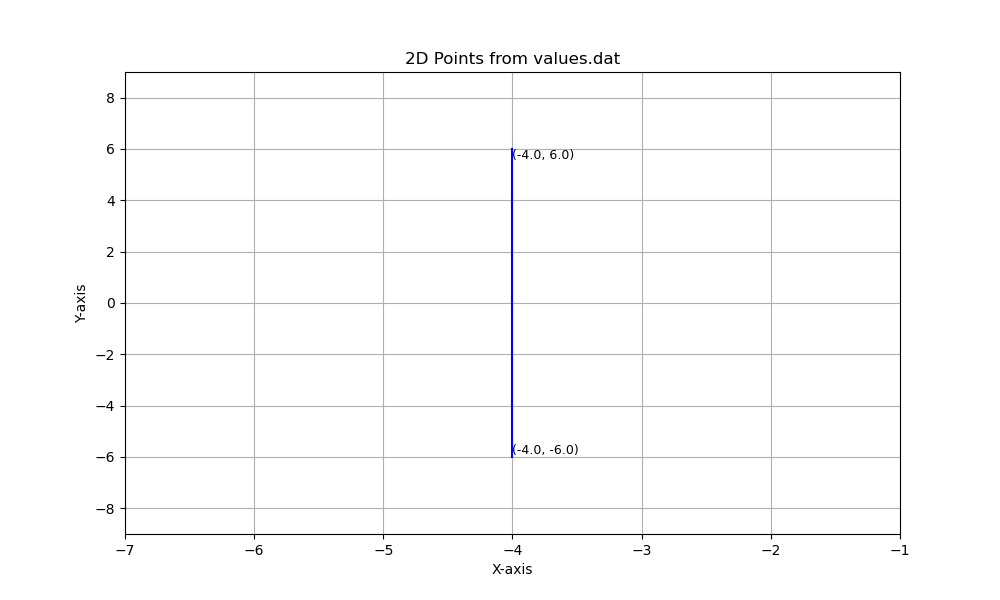 2D Points from values.dat
8
6
(-4.0, 6.0)
4
2
0
Y-axis
−2
−4
(-4.0, -6.0)
−6
−8
−7 −6 −5 −4 −3 −2 −1
X-axis